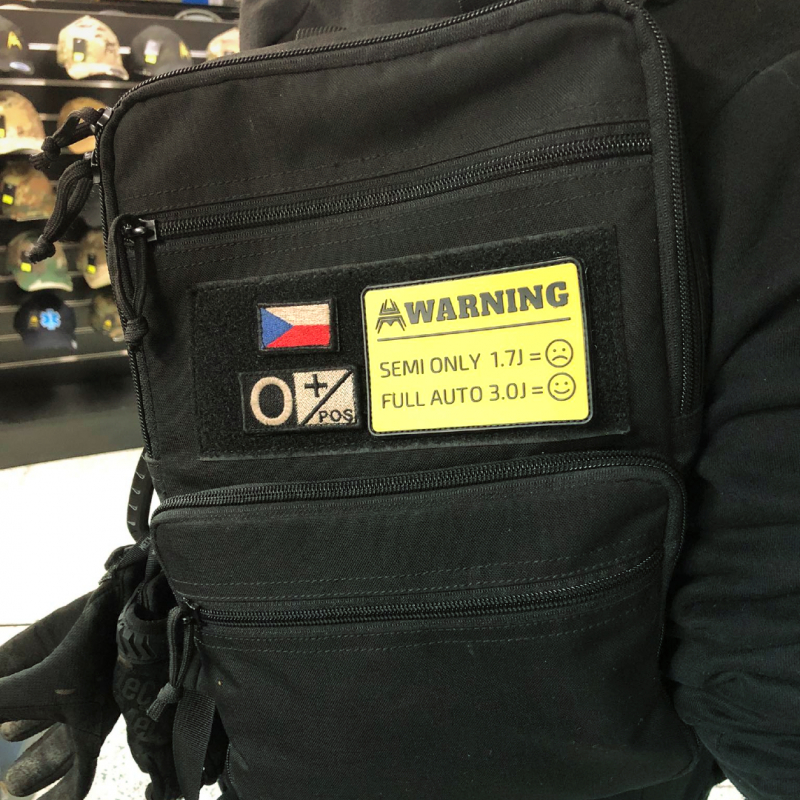 WARNING
SEMI ONLY 1.7J =
FULL AUTO 3.0J =
O + POS